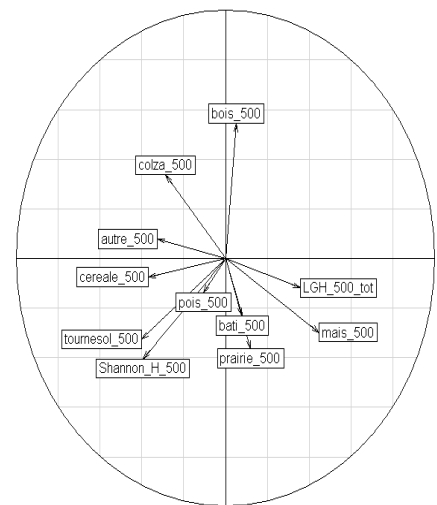 bois_500
colza_500
autre_500
cereale_500
LGH_500_tot
pois_500
bati_500
mais_500
tournesol_500
prairie_500
Shannon_H_500